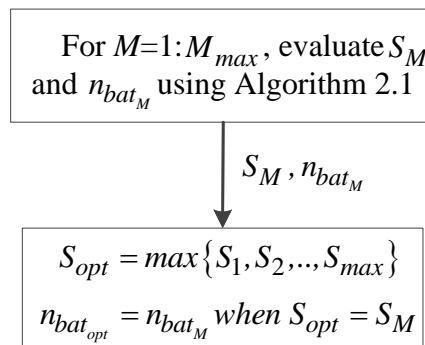 For M=1:M_max, evaluate S_M
and n_bat_M using Algorithm 2.1
S_M , n_bat_M
S_opt = max{S_1, S_2,.., S_max}
n_bat_opt = n_bat_M when S_opt = S_M